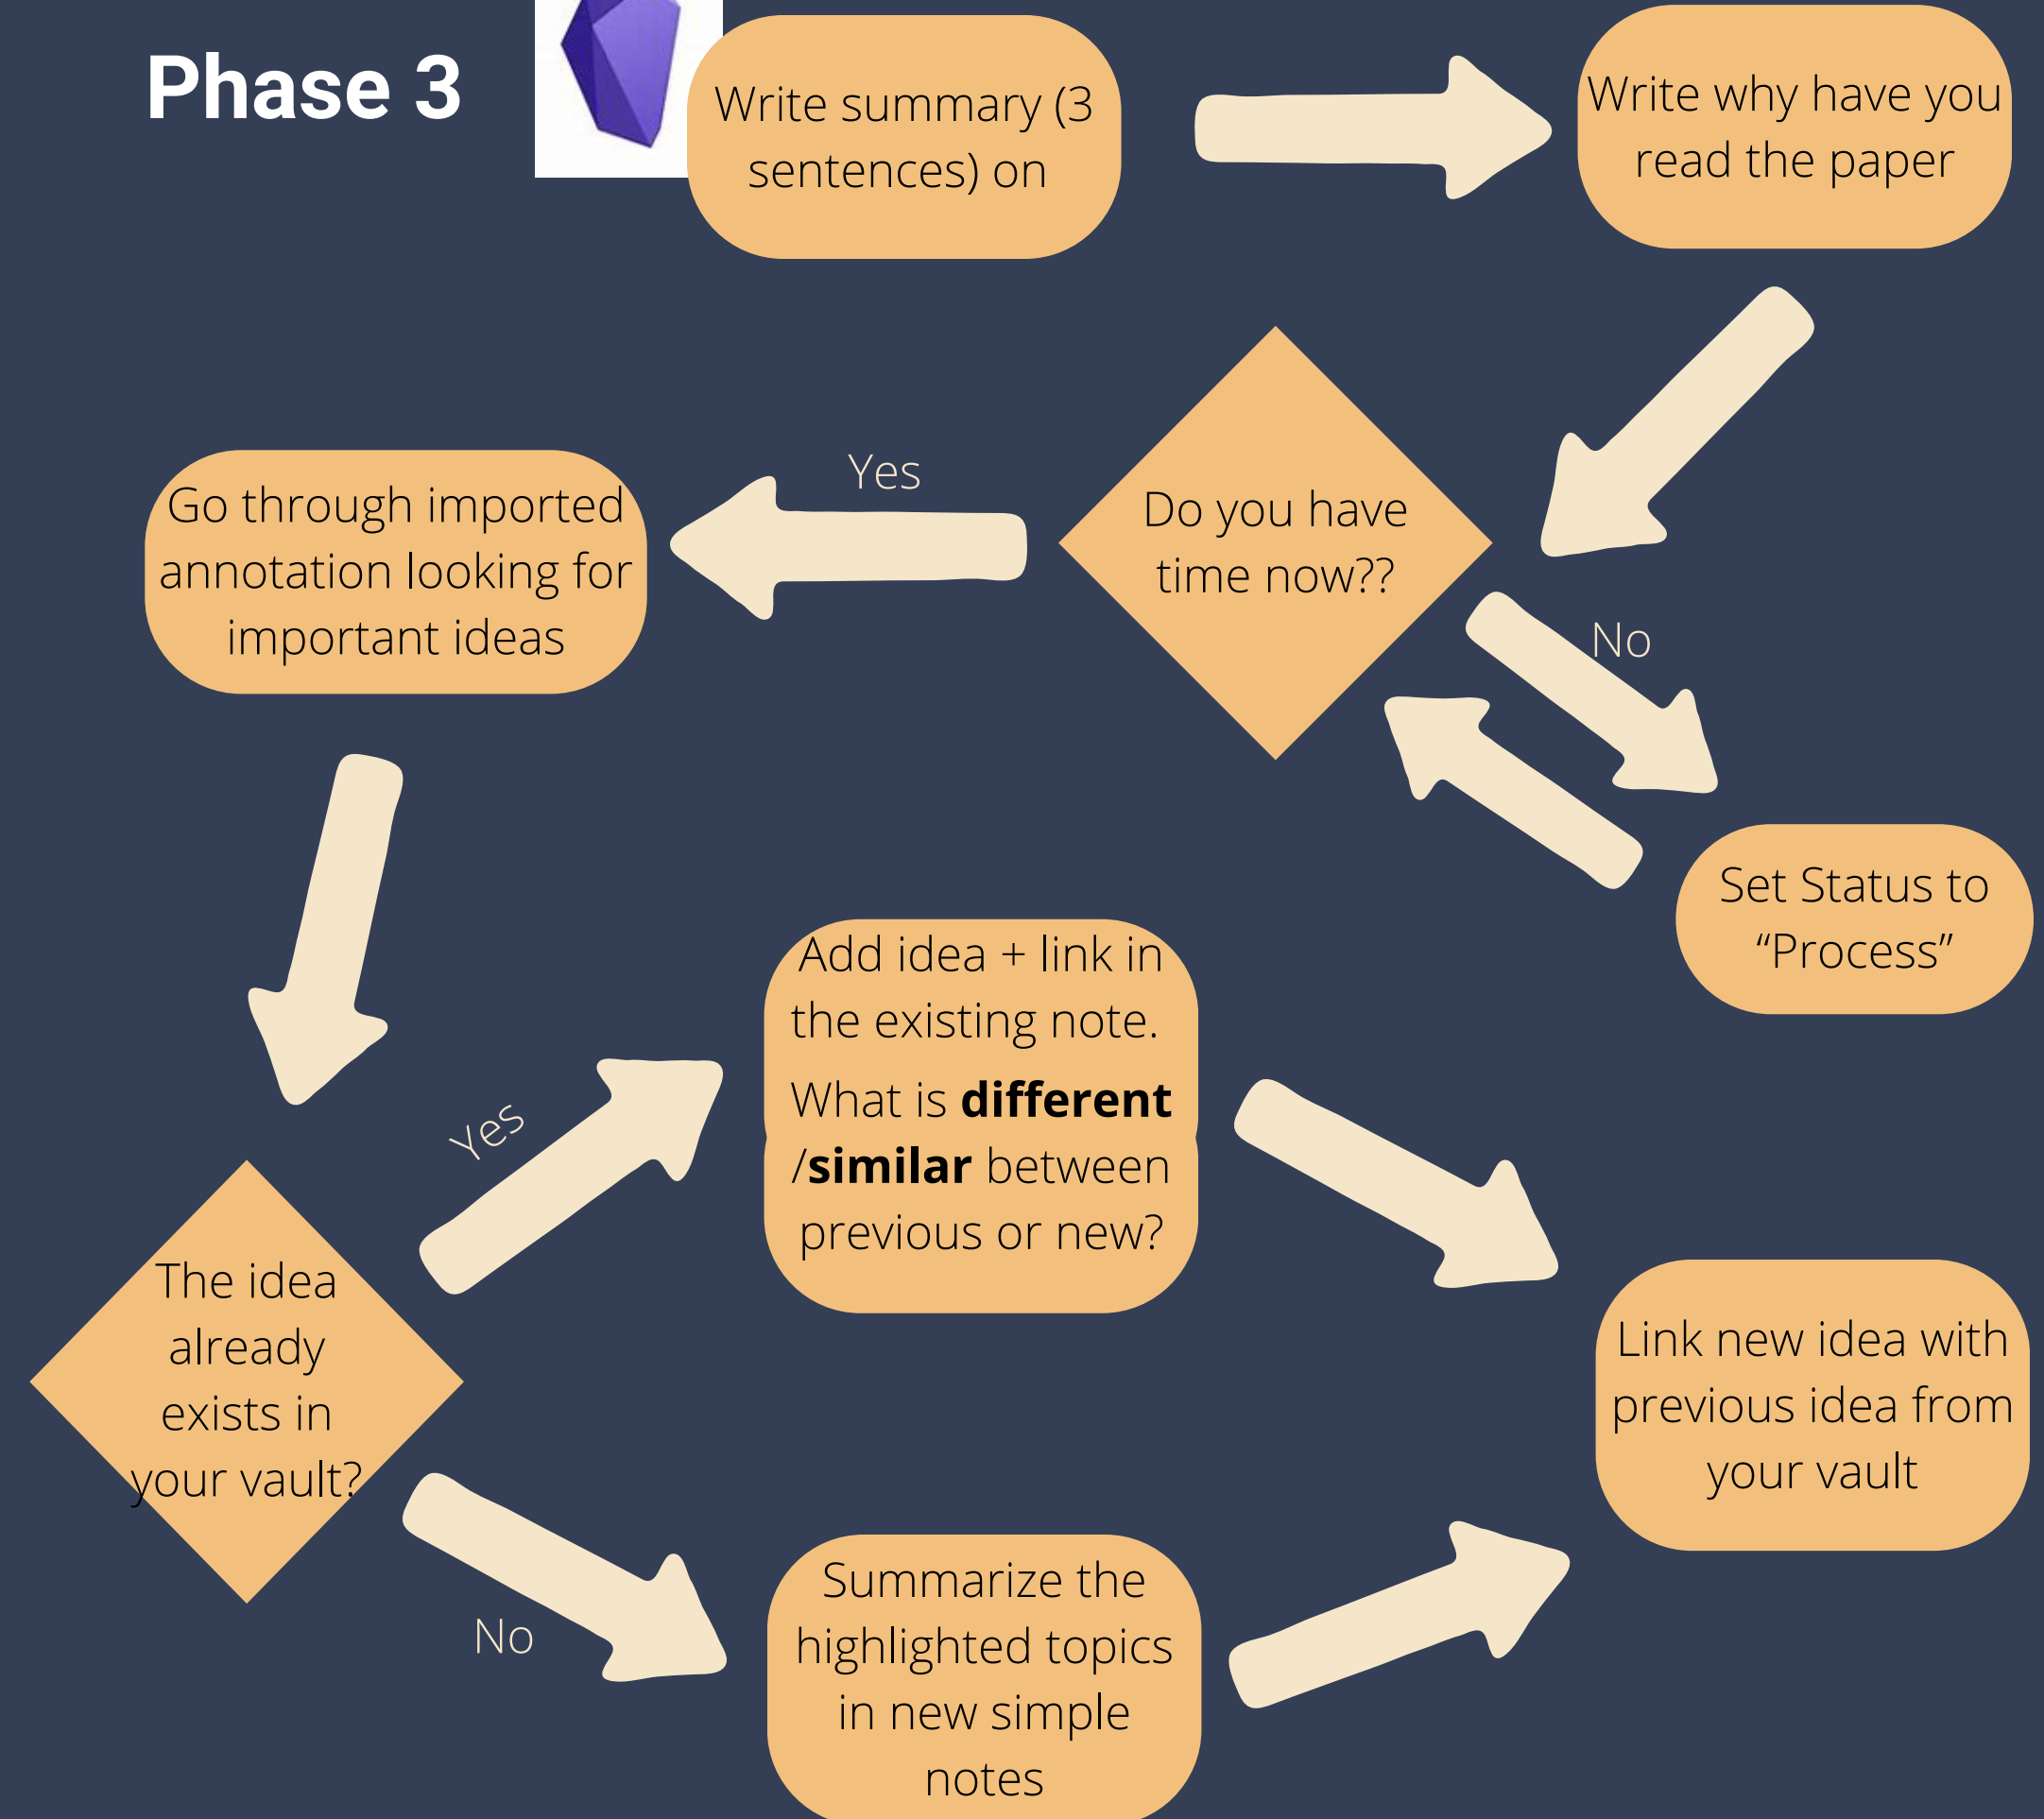 Phase 3
Write summary (3
sentences) on
Write why have you
read the paper
Do you have
time now??
Yes
No
Go through imported
annotation looking for
important ideas
Set Status to
“Process”
The idea
already
exists in
your vault?
Yes
Add idea + link in
the existing note.
What is different
/similar between
previous or new?
No
Summarize the
highlighted topics
in new simple
notes
Link new idea with
previous idea from
your vault